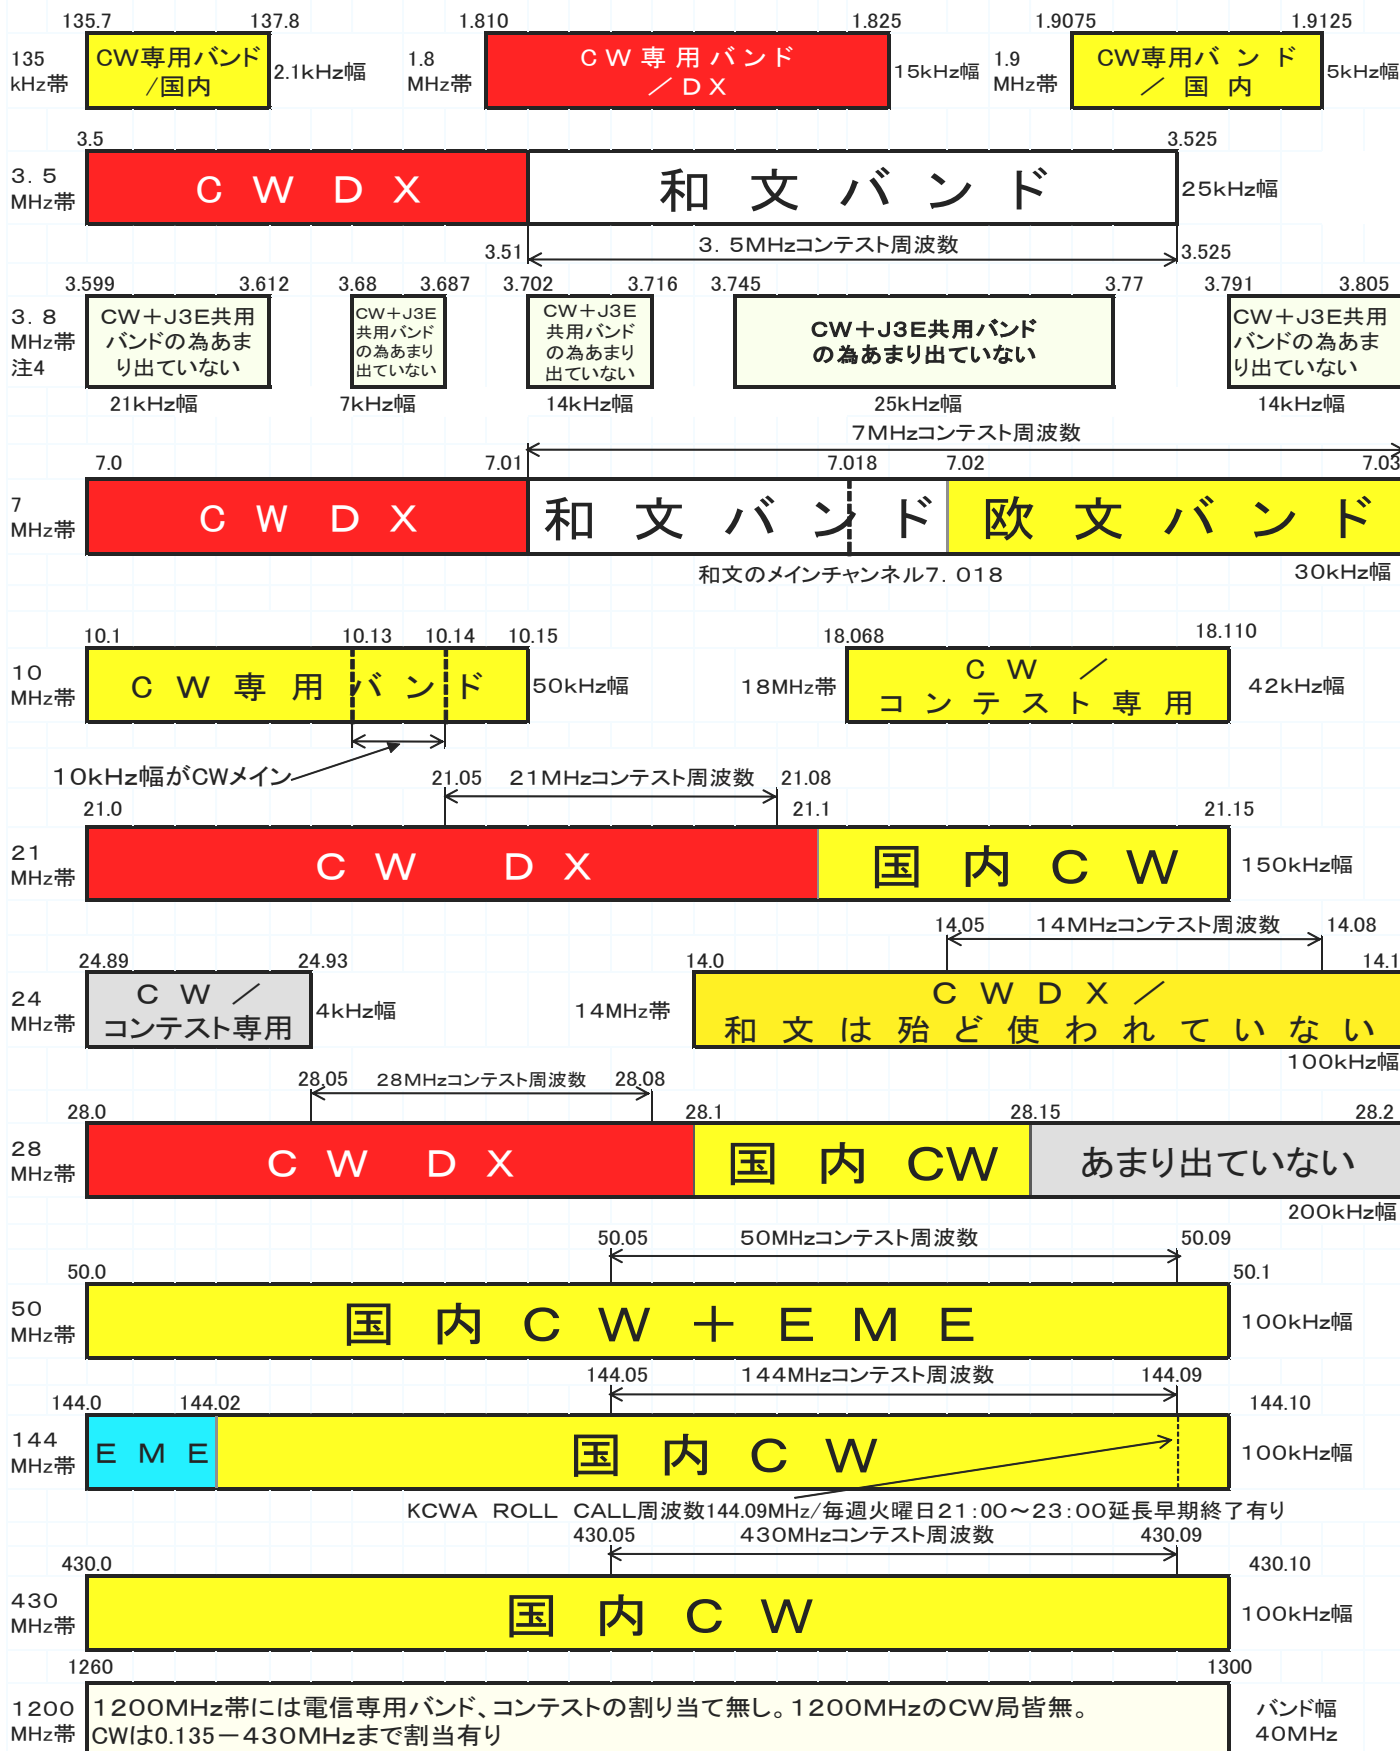 135.7 137.8 1.810 1.825 1.9075 1.9125
135
kHz帯
CW専用バンド
/国内
2.1kHz幅
1.8
MHz帯
CW専用バンド
／DX
15kHz幅
1.9
MHz帯
CW専用バンド
／国内
5kHz幅
3.5 3.525
3．5
MHz帯
CWDX
和文バンド
25kHz幅
3.51 3．5MHzコンテスト周波数 3.525
3.599 3.612 3.68 3.687 3.702 3.716 3.745 3.77 3.791 3.805
3．8
MHz帯
注4
CW＋J3E共用
バンドの為あま
り出ていない
CW＋J3E
共用バンド
の為あまり
出ていない
CW＋J3E
共用バンド
の為あまり
出ていない
CW＋J3E共用バンド
の為あまり出ていない
CW＋J3E共用
バンドの為あま
り出ていない
21kHz幅 7kHz幅 14kHz幅 25kHz幅 14kHz幅
7MHzコンテスト周波数
7.0 7.01 7.018 7.02 7.03
7
MHz帯
CWDX
和文バンド
欧文バンド
和文のメインチャンネル7．018
30kHz幅
10.1 10.13 10.14 10.15 18.068 18.110
10
MHz帯
CW専用バンド
50kHz幅
18MHz帯
CW／
コンテスト専用
42kHz幅
10kHz幅がCWメイン
21.05 21MHzコンテスト周波数 21.08
21.0 21.1 21.15
21
MHz帯
CW DX
国内CW
150kHz幅
14.05 14MHzコンテスト周波数 14.08
24.89 24.93 14.0 14.1
24
MHz帯
CW／
コンテスト専用
4kHz幅
14MHz帯
CWDX／
和文は殆ど使われていない
100kHz幅
28.05 28MHzコンテスト周波数 28.08
28.0 28.1 28.15 28.2
28
MHz帯
CW DX
国内CW
あまり出ていない
200kHz幅
50.05 50MHzコンテスト周波数 50.09
50.0 50.1
50
MHz帯
国内CW＋EME
100kHz幅
144.05 144MHzコンテスト周波数 144.09
144.0 144.02 144.10
144
MHz帯
EME
国内CW
100kHz幅
KCWA ROLL CALL周波数144.09MHz/毎週火曜日21:00～23:00延長早期終了有り
430.05 430MHzコンテスト周波数 430.09
430.0 430.10
430
MHz帯
国内CW
100kHz幅
1260 1300
1200
MHz帯
1200MHz帯には電信専用バンド、コンテストの割り当て無し。1200MHzのCW局皆無。
CWは0.135－430MHzまで割当有り
バンド幅
40MHz